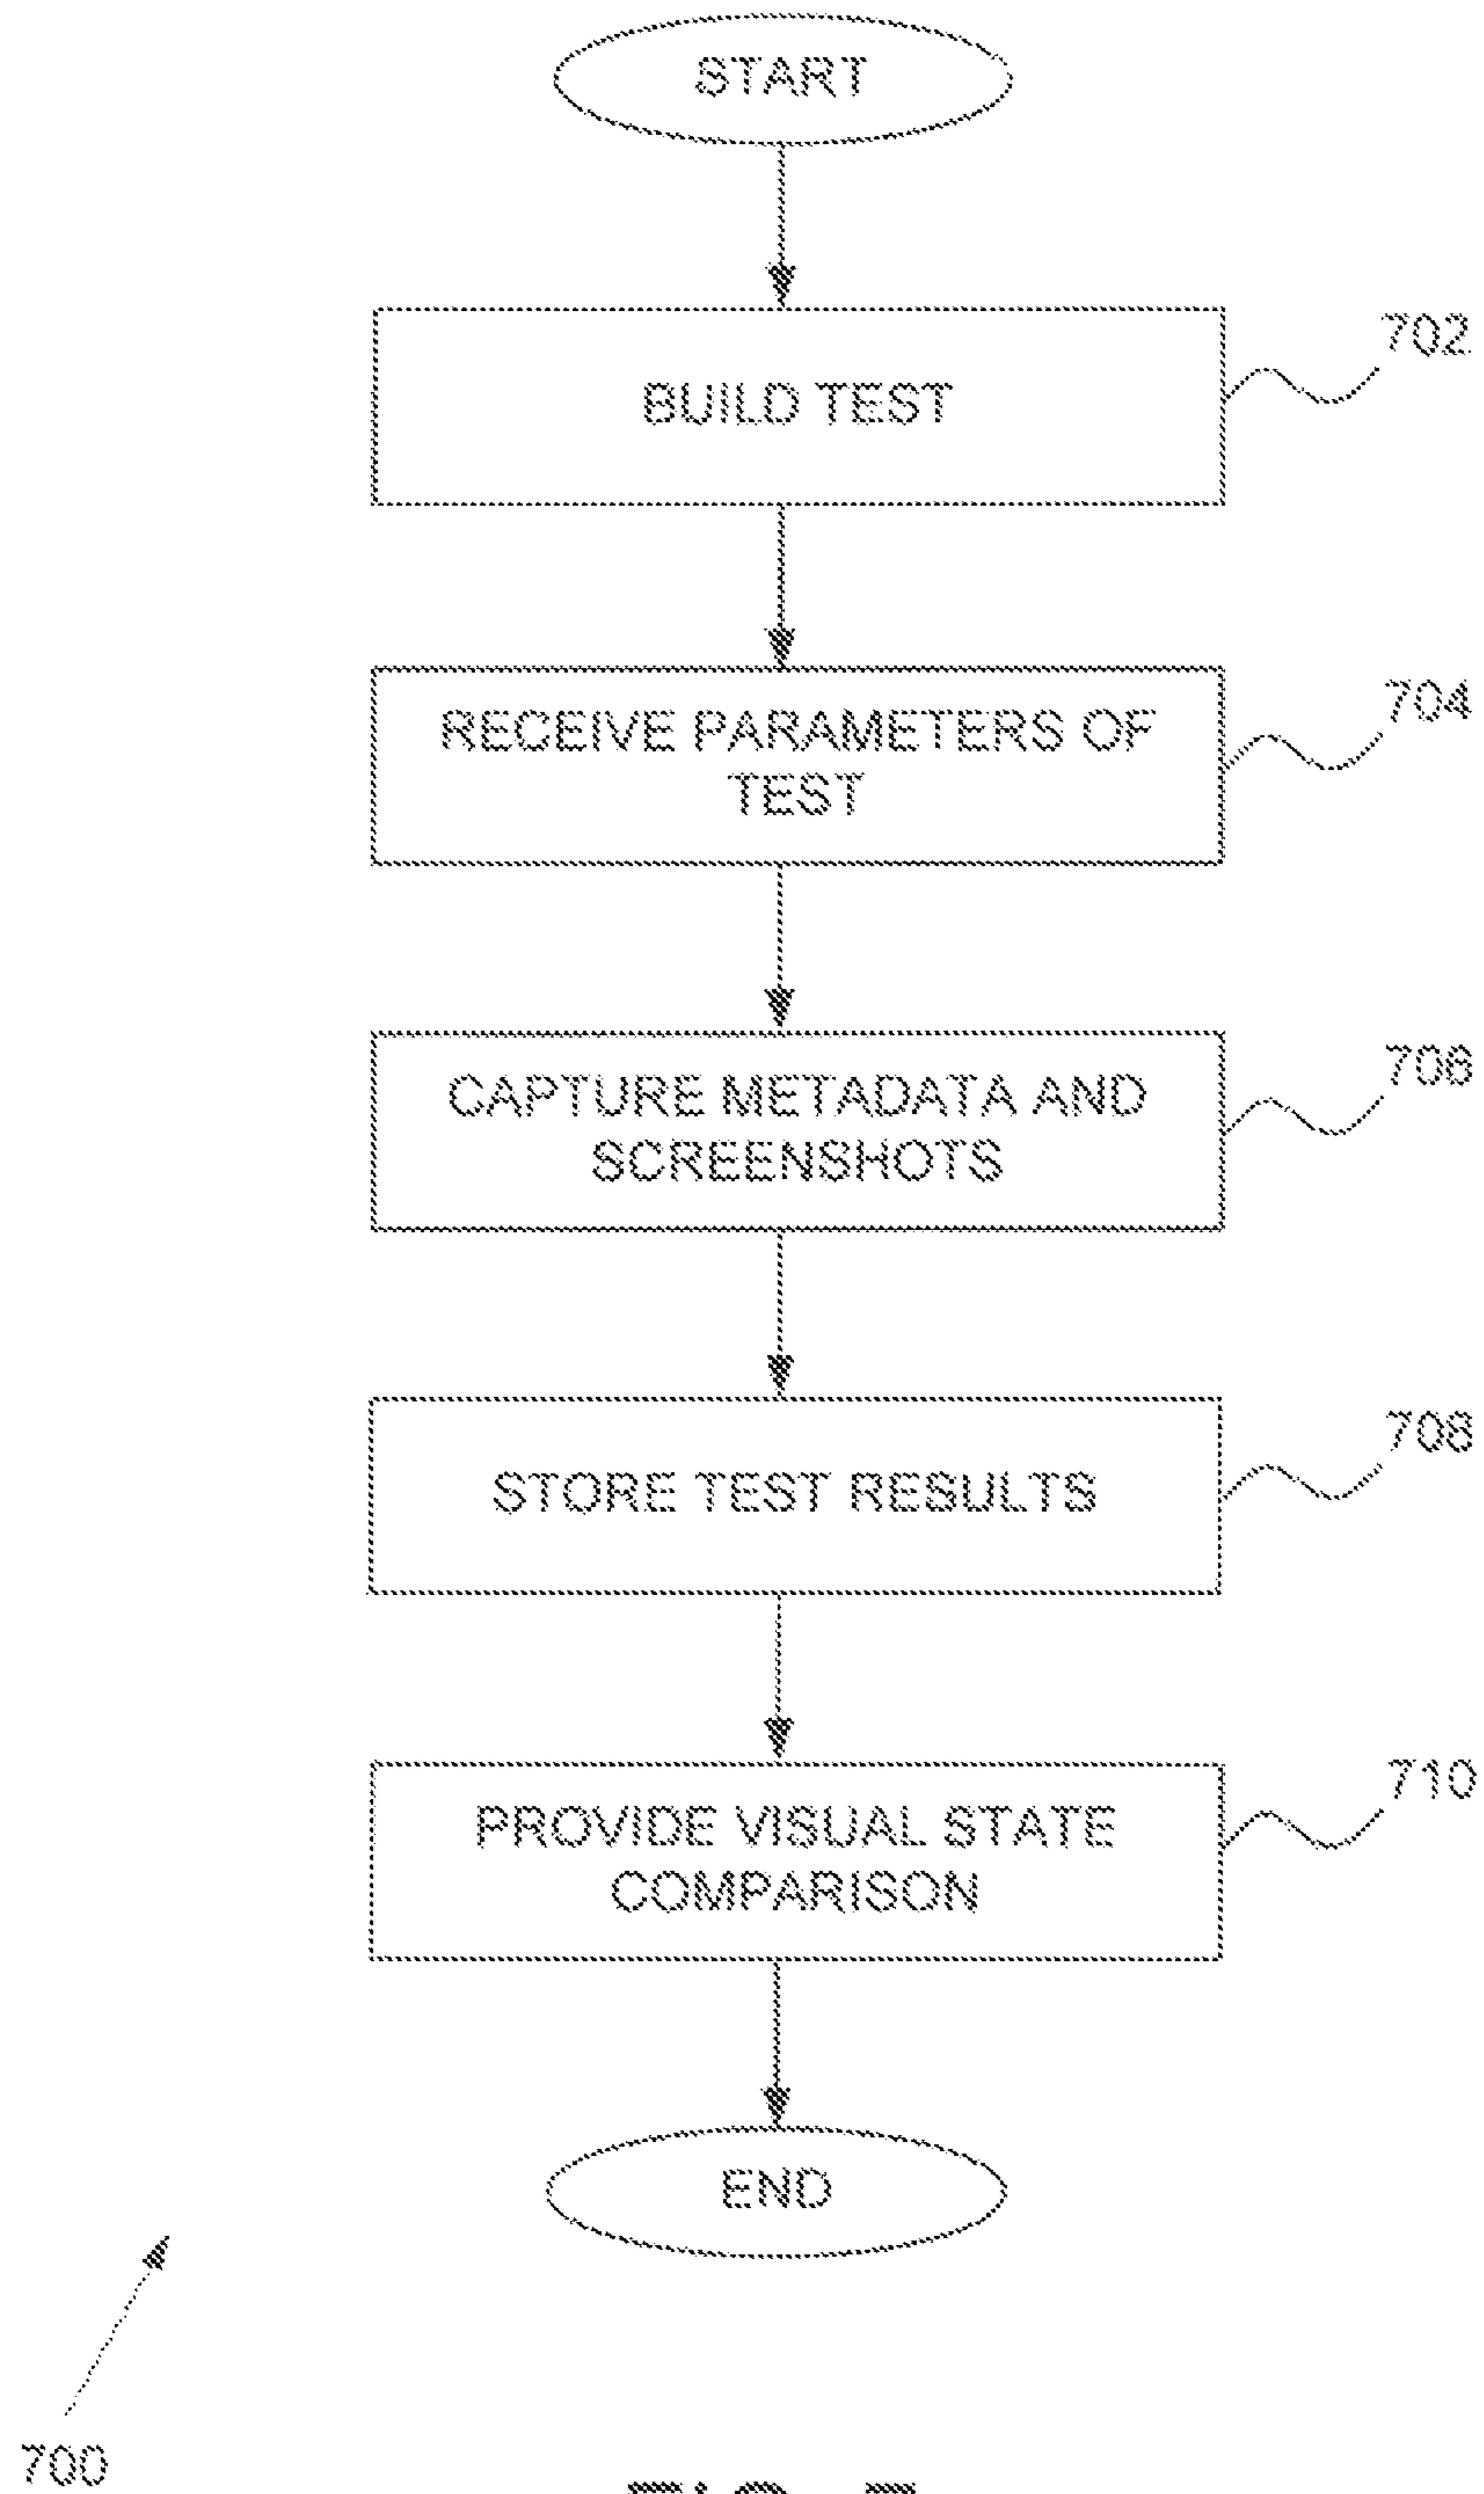 START
BUILD TEST
702
RECEIVE PARAMETERS OF
TEST
704
CAPTURE METADATA AND
SCREENSHOTS
706
STORE TEST RESULTS
708
PROVIDE VISUAL STATE
COMPARISON
710
END
700